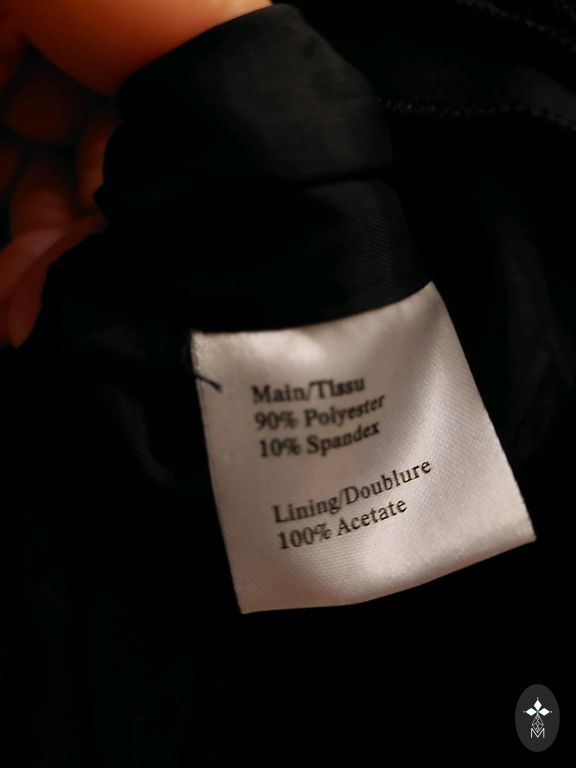 Main/Tissu
90% Polyester
10% Spandex
Lining/Doublure
100% Acetate
M